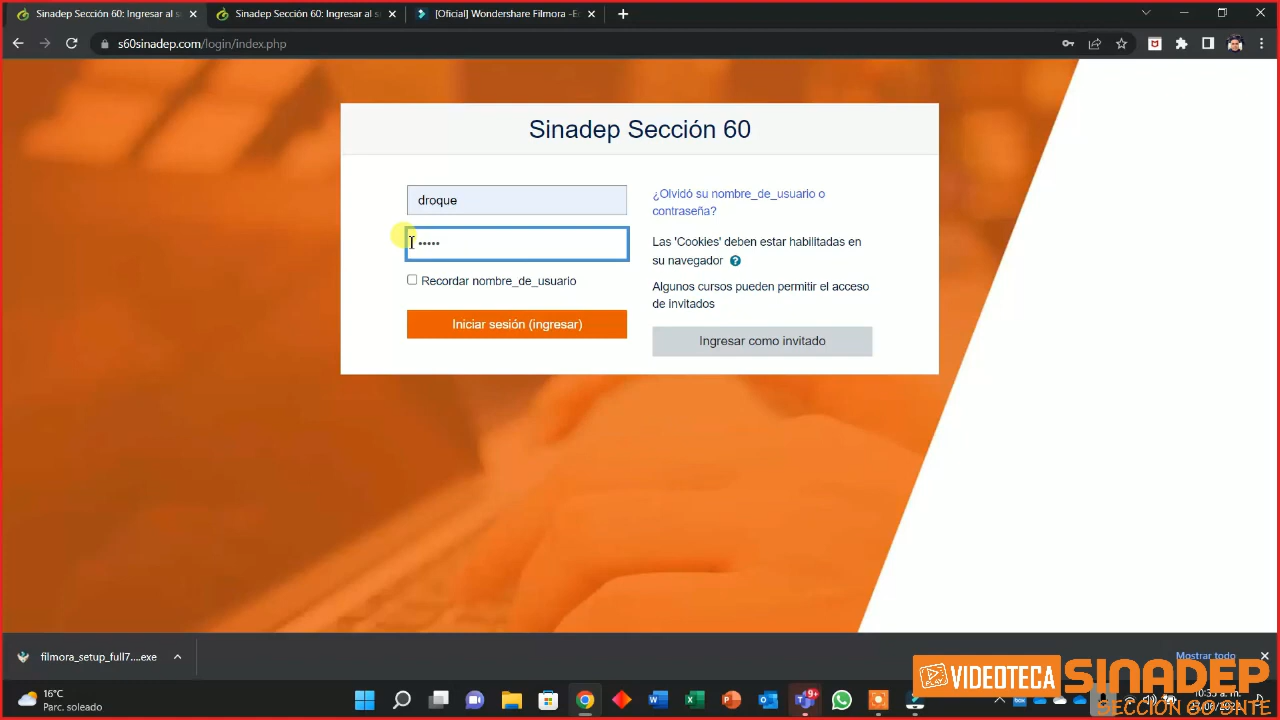 Sinadep Sección 60: Ingresar al s
Sinadep Sección 60: Ingresar al s
[Oficial] Wondershare Filmora -Ed
s60sinadep.com/login/index.php
Sinadep Sección 60
droque
•••••
Recordar nombre_de_usuario
Iniciar sesión (ingresar)
¿Olvidó su nombre_de_usuario o
contraseña?
Las 'Cookies' deben estar habilitadas en
su navegador
Algunos cursos pueden permitir el acceso
de invitados
Ingresar como invitado
filmora_setup_full7....exe
Mostrar todo
16°C
Parc. soleado
9+
VIDEOTECA SINADEP
SECCIÓN 60 SNTE